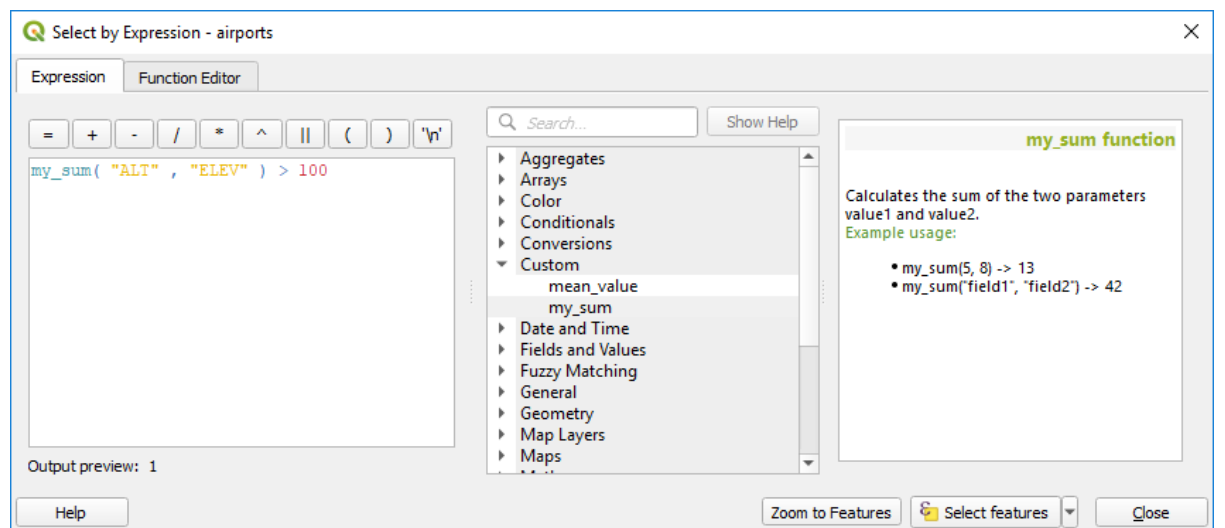 Select by Expression - airports
Expression
Function Editor
= + - / * ^ || ( ) '\n'
my_sum( "ALT" , "ELEV" ) > 100
Output preview: 1
Search...
Show Help
Aggregates
Arrays
Color
Conditionals
Conversions
Custom
mean_value
my_sum
Date and Time
Fields and Values
Fuzzy Matching
General
Geometry
Map Layers
Maps
my_sum function
Calculates the sum of the two parameters
value1 and value2.
Example usage:
my_sum(5, 8) -> 13
my_sum("field1", "field2") -> 42
Help
Zoom to Features
Select features
Close